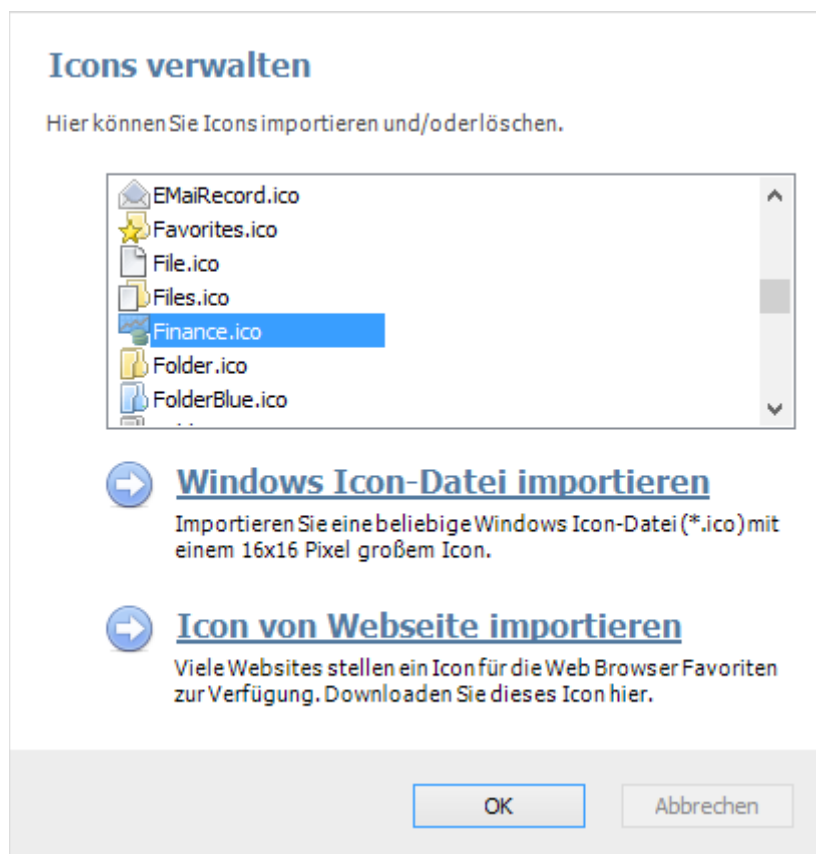 Icons verwalten
Hier können Sie Icons importieren und/oder löschen.
EMaiRecord.ico
Favorites.ico
File.ico
Files.ico
Finance.ico
Folder.ico
FolderBlue.ico
Windows Icon-Datei importieren
Importieren Sie eine beliebige Windows Icon-Datei (*.ico) mit
einem 16x16 Pixel großem Icon.
Icon von Webseite importieren
Viele Websites stellen ein Icon für die Web Browser Favoriten
zur Verfügung. Downloaden Sie dieses Icon hier.
OK
Abbrechen